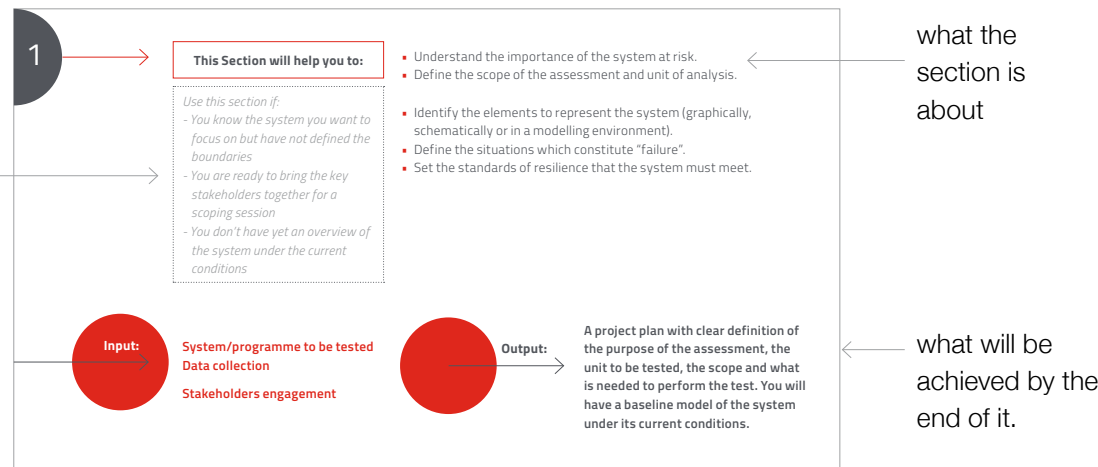 1
This Section will help you to:
Use this section if:
- You know the system you want to
focus on but have not defined the
boundaries
- You are ready to bring the key
stakeholders together for a
scoping session
- You don't have yet an overview of
the system under the current
conditions
▪ Understand the importance of the system at risk.
▪ Define the scope of the assessment and unit of analysis.
▪ Identify the elements to represent the system (graphically,
schematically or in a modelling environment).
▪ Define the situations which constitute “failure”.
▪ Set the standards of resilience that the system must meet.
what the
section is
about
Input:
System/programme to be tested
Data collection
Stakeholders engagement
Output:
A project plan with clear definition of
the purpose of the assessment, the
unit to be tested, the scope and what
is needed to perform the test. You will
have a baseline model of the system
under its current conditions.
what will be
achieved by the
end of it.